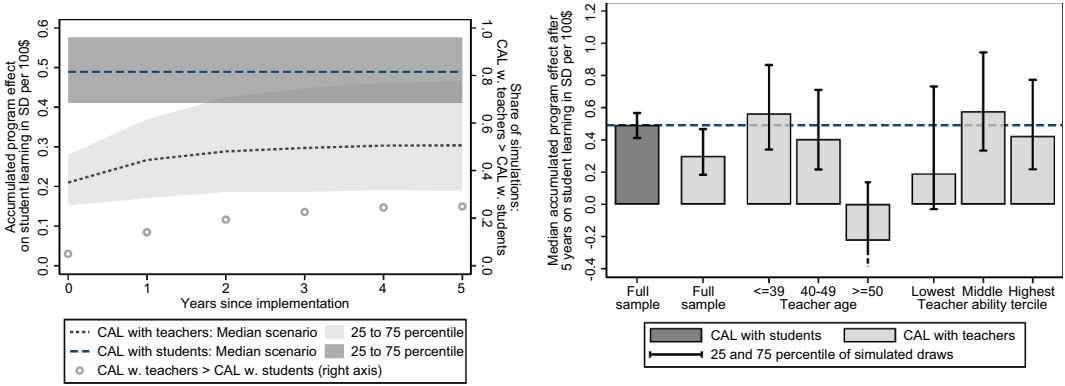 Accumulated program effect
on student learning in SD per 100$
0.0 0.1 0.2 0.3 0.4 0.5 0.6
0 1 2 3 4 5
Years since implementation
0.0 0.2 0.4 0.6 0.8 1.0
Share of simulations:
CAL w. teachers > CAL w. students
CAL with teachers: Median scenario 25 to 75 percentile
CAL with students: Median scenario 25 to 75 percentile
CAL w. teachers > CAL w. students (right axis)
Median accumulated program effect after
5 years on student learning in SD per 100$
-0.4 -0.2 0.0 0.2 0.4 0.6 0.8 1.0 1.2
Full Full <=39 40-49 >=50 Lowest Middle Highest
sample sample Teacher age Teacher ability tercile
CAL with students CAL with teachers
25 and 75 percentile of simulated draws